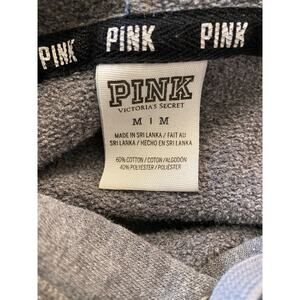 PINK PINK PINK
PINK
VICTORIA'S SECRET
M | M
MADE IN SRI LANKA / FAIT AU
SRI LANKA / HECHO EN SRI LANKA
60% COTTON / COTON / ALGODÓN
40% POLYESTER / POLIÉSTER